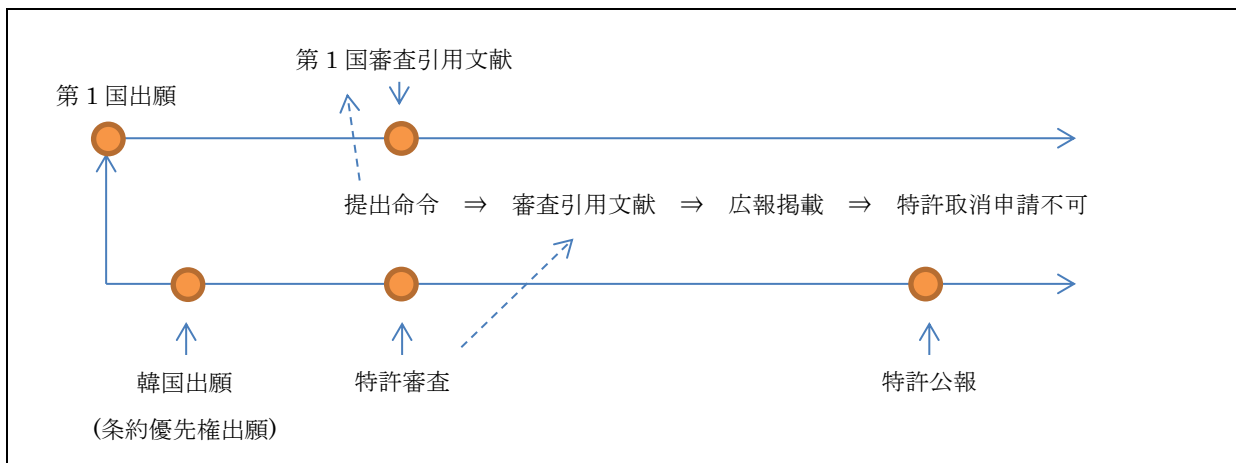 第1国審査引用文献
第1国出願
提出命令 ⇒ 審査引用文献 ⇒ 広報掲載 ⇒ 特許取消申請不可
韓国出願 特許審査 特許公報
(条約優先権出願)